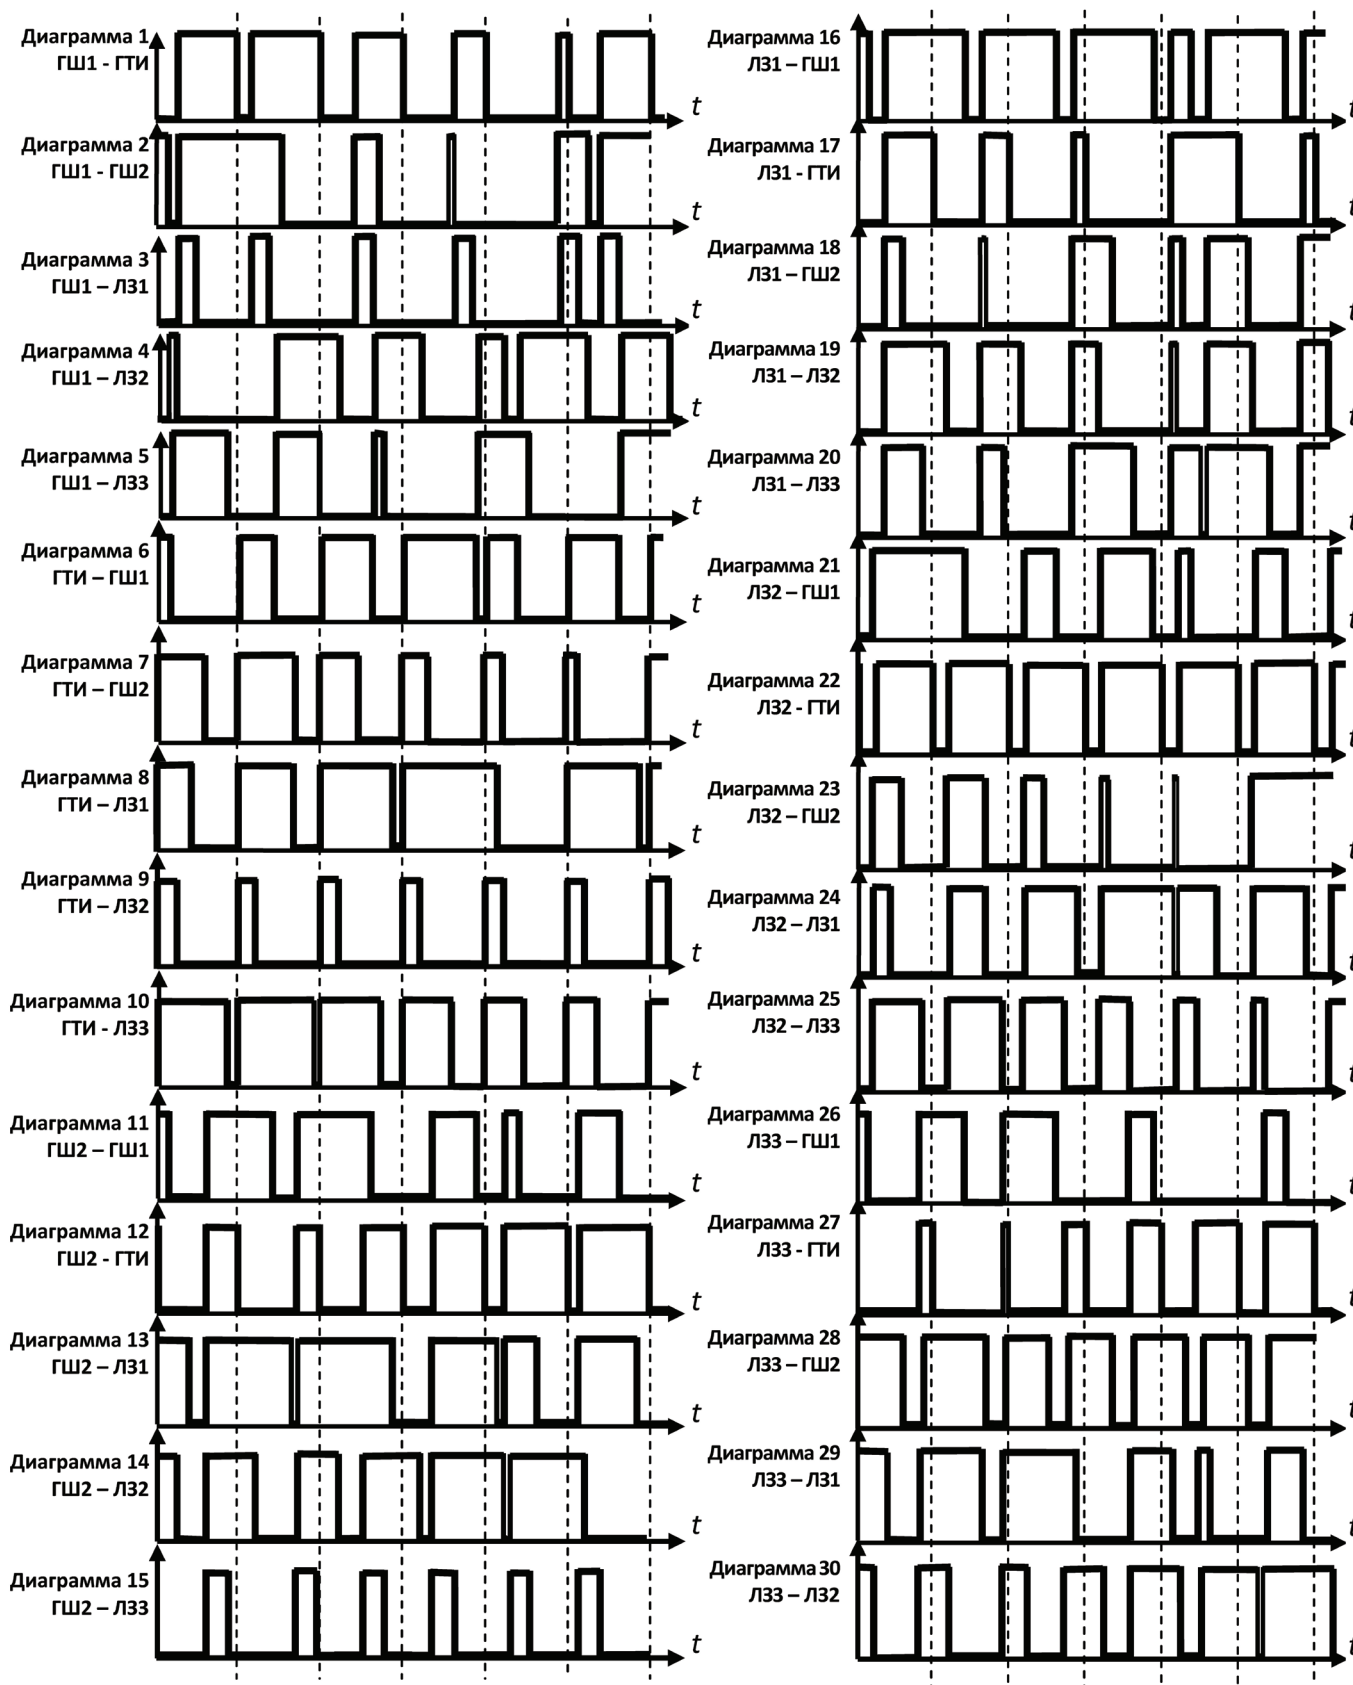 Диаграмма 1
ГШ1 - ГТИ
t
Диаграмма 2
ГШ1 - ГШ2
t
Диаграмма 3
ГШ1 – ЛЗ1
t
Диаграмма 4
ГШ1 – ЛЗ2
t
Диаграмма 5
ГШ1 – ЛЗ3
t
Диаграмма 6
ГТИ – ГШ1
t
Диаграмма 7
ГТИ – ГШ2
t
Диаграмма 8
ГТИ – ЛЗ1
t
Диаграмма 9
ГТИ – ЛЗ2
t
Диаграмма 10
ГТИ - ЛЗ3
t
Диаграмма 11
ГШ2 – ГШ1
t
Диаграмма 12
ГШ2 - ГТИ
t
Диаграмма 13
ГШ2 – ЛЗ1
t
Диаграмма 14
ГШ2 – ЛЗ2
t
Диаграмма 15
ГШ2 – ЛЗ3
t
Диаграмма 16
ЛЗ1 – ГШ1
t
Диаграмма 17
ЛЗ1 - ГТИ
t
Диаграмма 18
ЛЗ1 – ГШ2
t
Диаграмма 19
ЛЗ1 – ЛЗ2
t
Диаграмма 20
ЛЗ1 – ЛЗ3
t
Диаграмма 21
ЛЗ2 – ГШ1
t
Диаграмма 22
ЛЗ2 - ГТИ
t
Диаграмма 23
ЛЗ2 – ГШ2
t
Диаграмма 24
ЛЗ2 – ЛЗ1
t
Диаграмма 25
ЛЗ2 – ЛЗ3
t
Диаграмма 26
ЛЗ3 – ГШ1
t
Диаграмма 27
ЛЗ3 - ГТИ
t
Диаграмма 28
ЛЗ3 – ГШ2
t
Диаграмма 29
ЛЗ3 – ЛЗ1
t
Диаграмма 30
ЛЗ3 – ЛЗ2
t